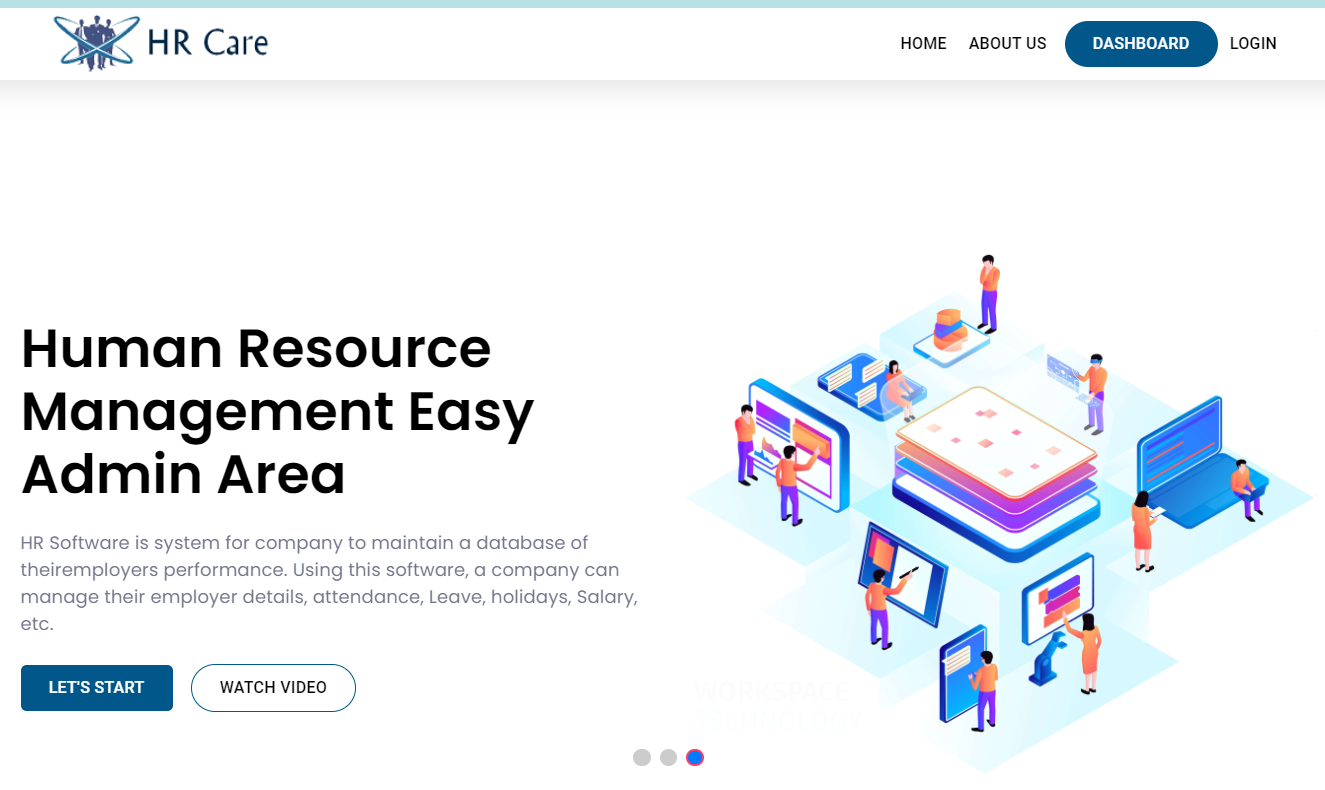 HR Care
HOME
ABOUT US
DASHBOARD
LOGIN
Human Resource
Management Easy
Admin Area
HR Software is system for company to maintain a database of
theiremployers performance. Using this software, a company can
manage their employer details, attendance, Leave, holidays, Salary,
etc.
LET'S START
WATCH VIDEO
WORKSPACE
TECHNOLOGY